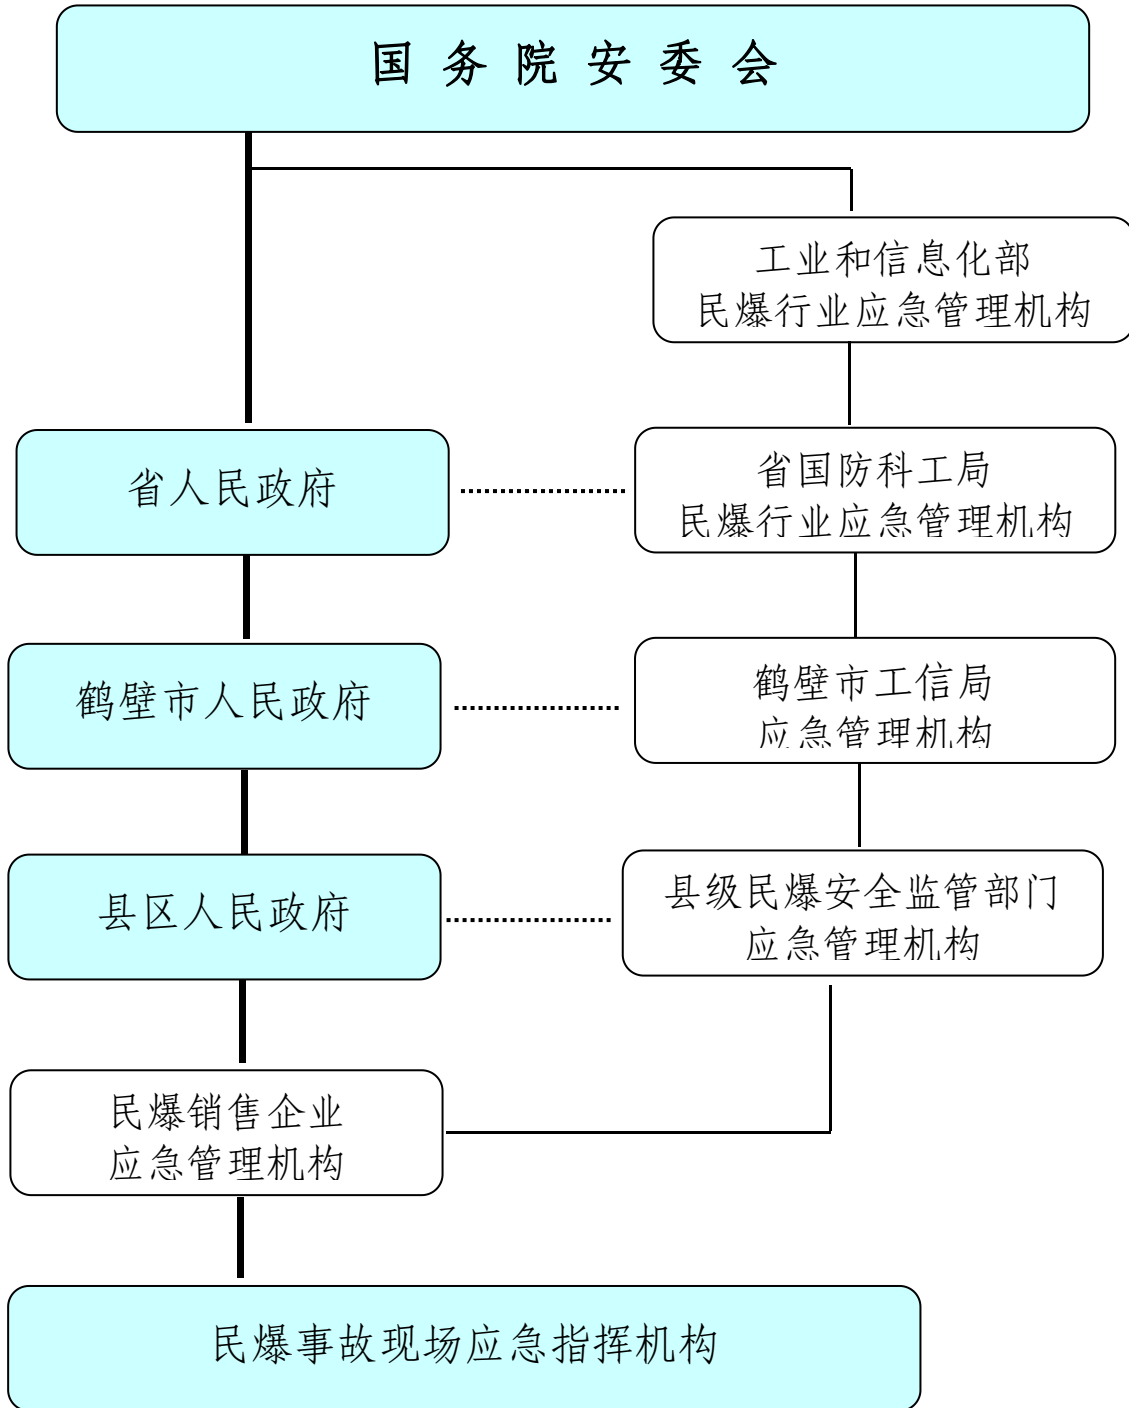 国务院安委会
工业和信息化部
民爆行业应急管理机构
省人民政府
省国防科工局
民爆行业应急管理机构
鹤壁市人民政府
鹤壁市工信局
应急管理机构
县区人民政府
县级民爆安全监管部门
应急管理机构
民爆销售企业
应急管理机构
民爆事故现场应急指挥机构